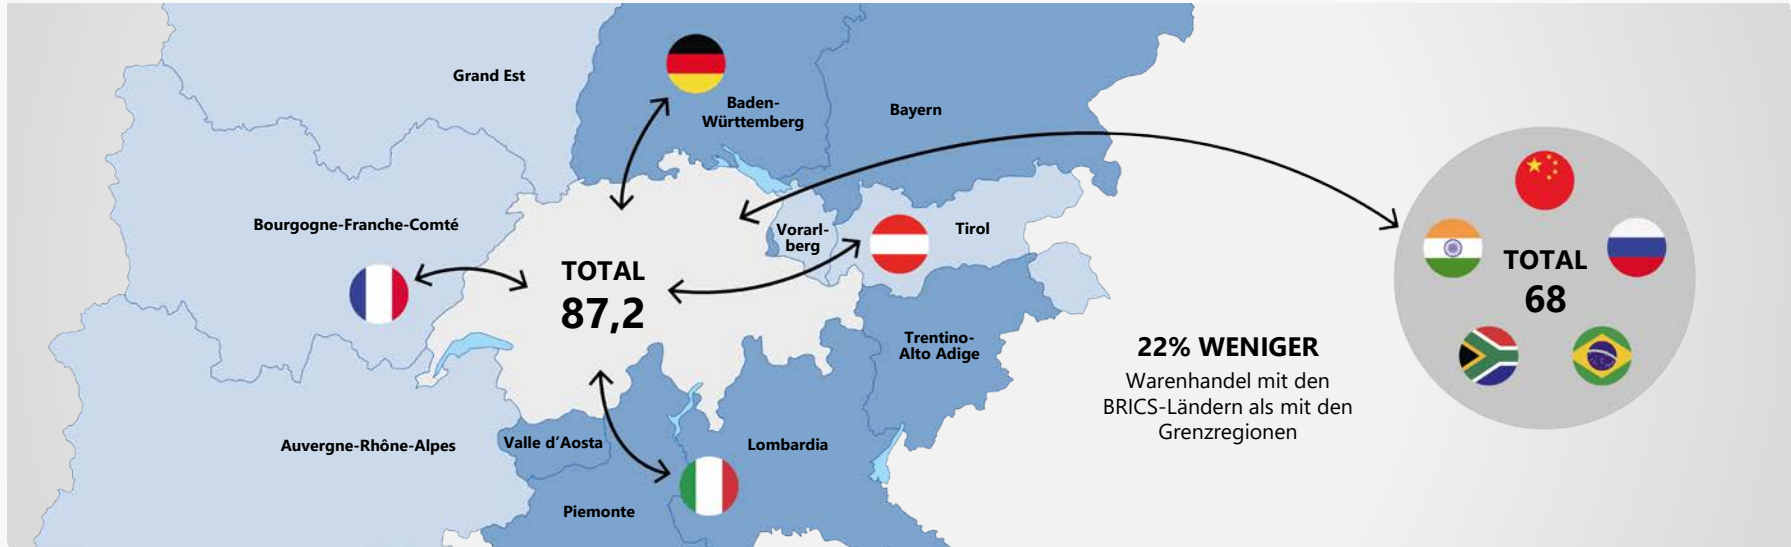 Grand Est
Baden-
Württemberg
Bayern
Bourgogne-Franche-Comté
Vorarl-
berg
Tirol
TOTAL
87,2
TOTAL
68
Trentino-
Alto Adige
22% WENIGER
Warenhandel mit den
BRICS-Ländern als mit den
Grenzregionen
Auvergne-Rhône-Alpes
Valle d’Aosta
Lombardia
Piemonte